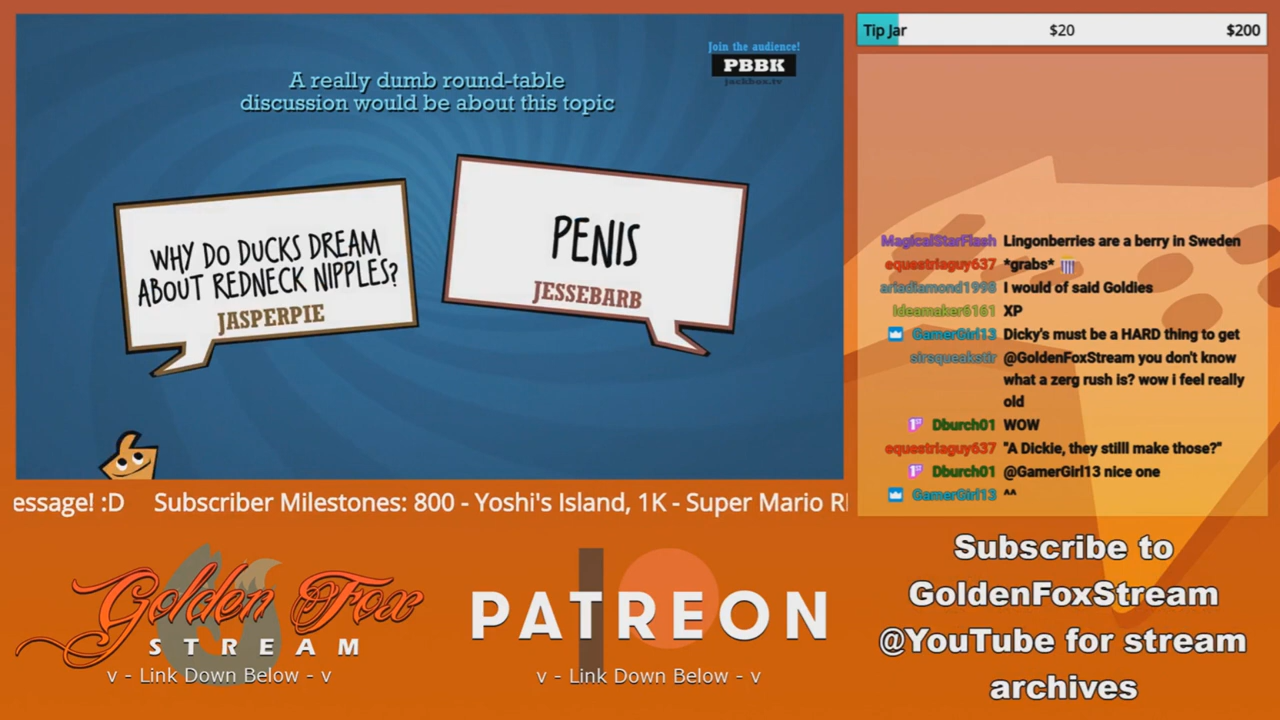 Join the audience!
PBBK
jackbox.tv
A really dumb round-table
discussion would be about this topic
WHY DO DUCKS DREAM
ABOUT REDNECK NIPPLES?
JASPERPIE
PENIS
JESSEBARB
essage! :D Subscriber Milestones: 800 - Yoshi's Island, 1K - Super Mario R
Golden Fox
STREAM
v - Link Down Below - v
PATREON
v - Link Down Below - v
Tip Jar $20 $200
MagicalStarFlash Lingonberries are a berry in Sweden
equestriaguy637 *grabs*
ariadiamond1998 I would of said Goldies
Ideamaker6161 XP
GamerGirl13 Dicky's must be a HARD thing to get
sirsqueakstir @GoldenFoxStream you don't know
what a zerg rush is? wow i feel really
old
Dburch01 WOW
equestriaguy637 "A Dickie, they stilll make those?"
Dburch01 @GamerGirl13 nice one
GamerGirl13 ^^
Subscribe to
GoldenFoxStream
@YouTube for stream
archives